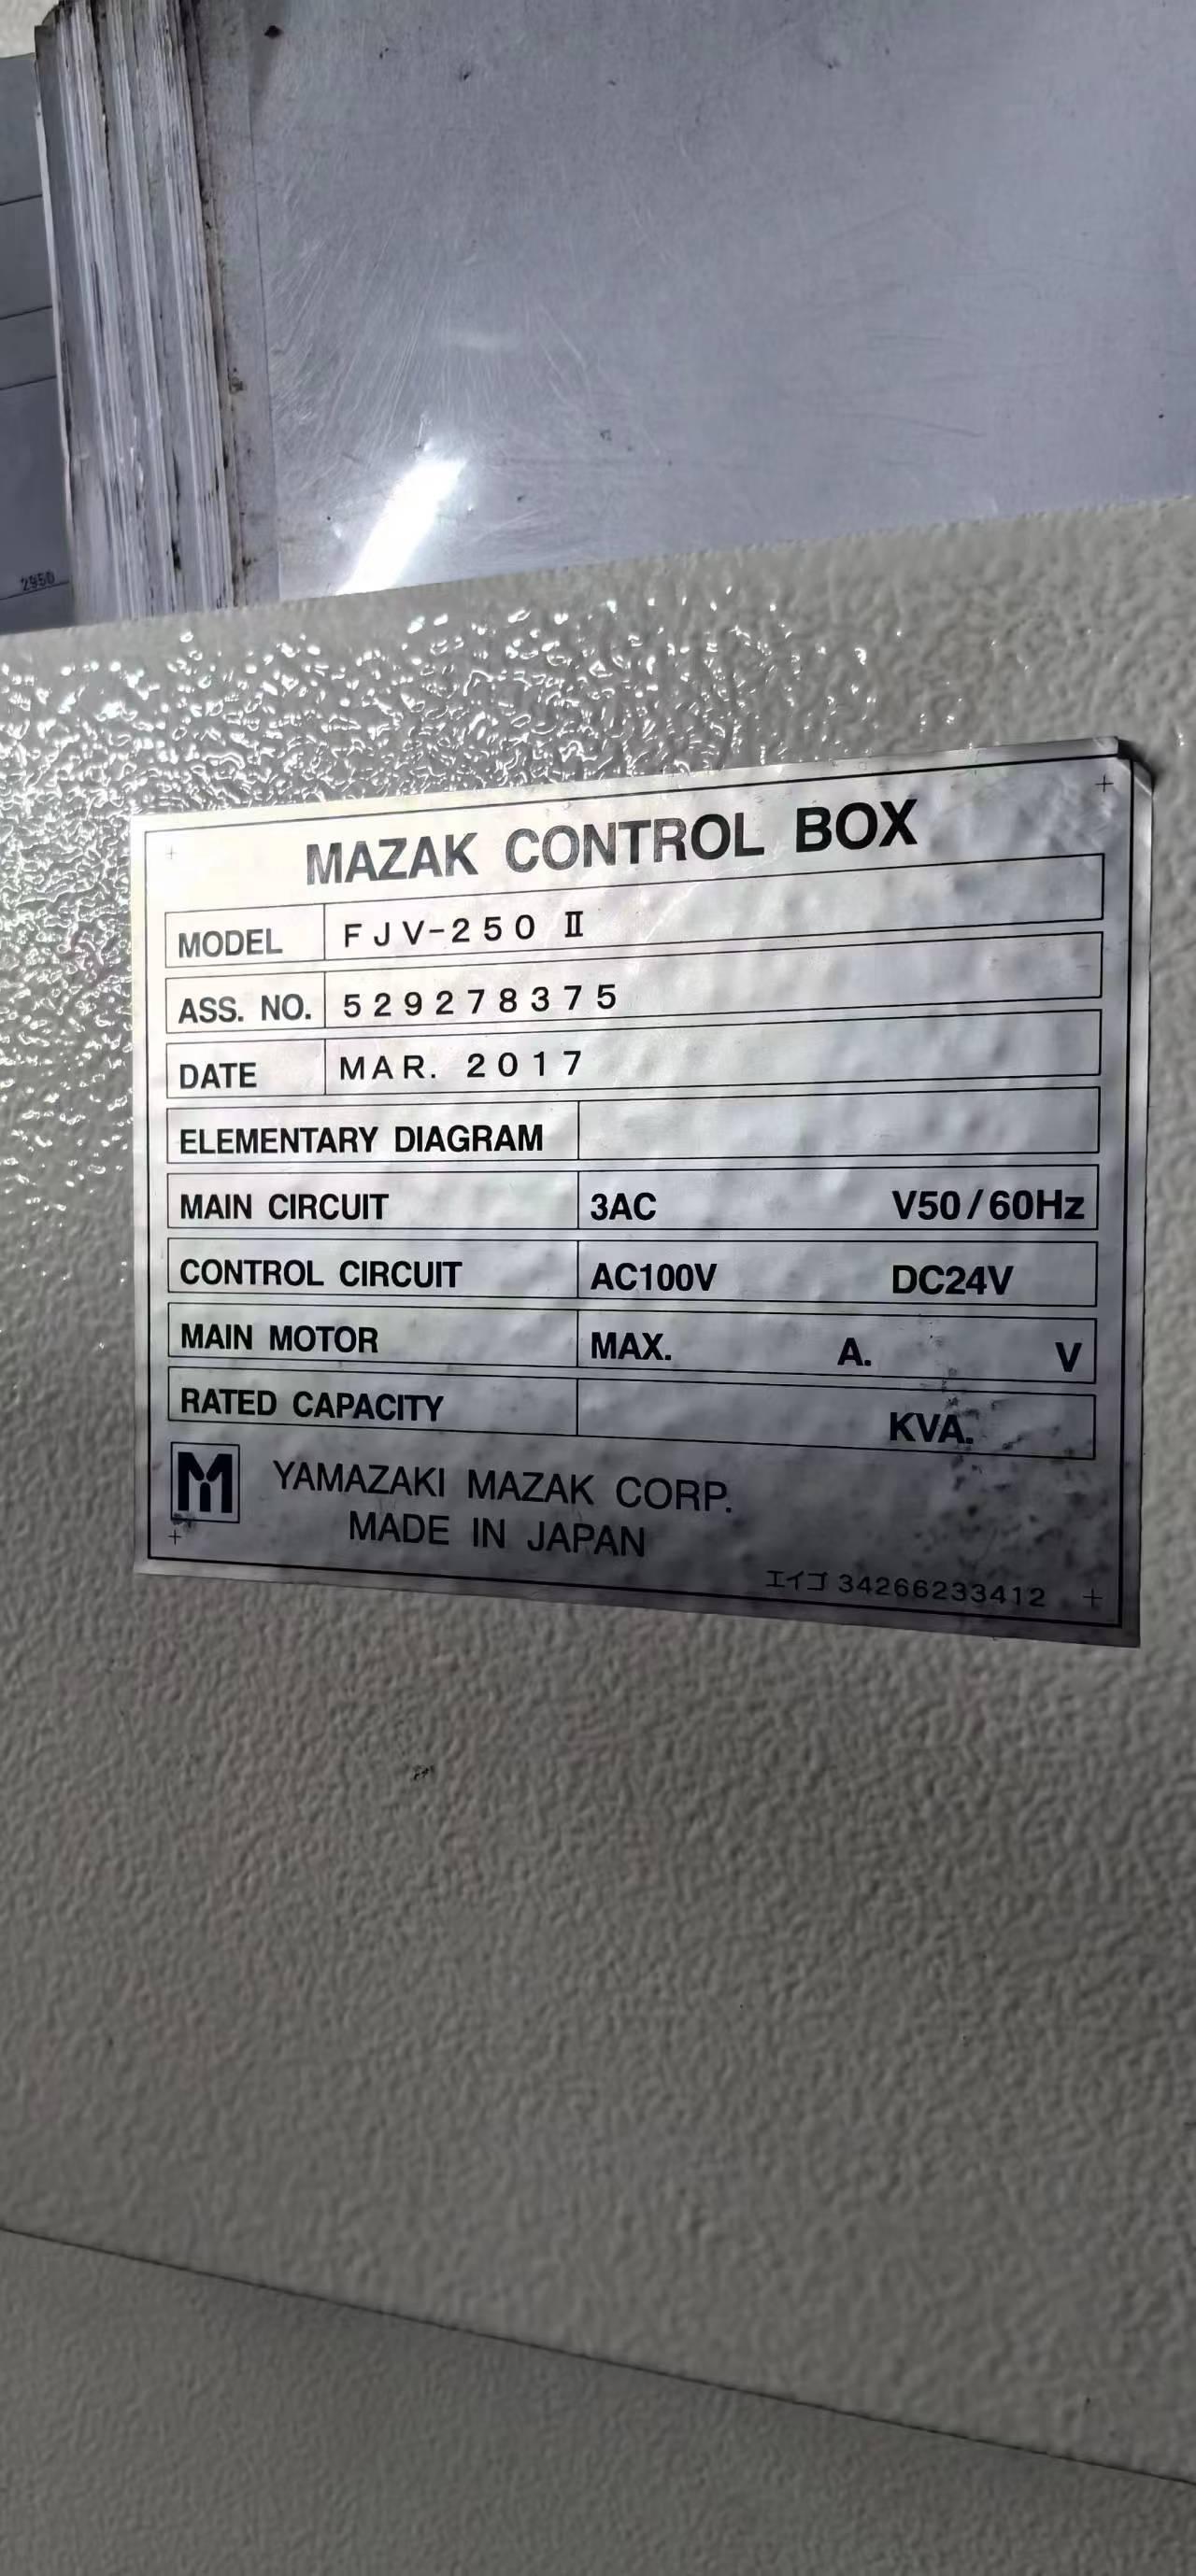 2950
MAZAK CONTROL BOX
MODEL FJV-250 Ⅱ
ASS. NO. 529278375
DATE MAR. 2017
ELEMENTARY DIAGRAM
MAIN CIRCUIT 3AC V50/60Hz
CONTROL CIRCUIT AC100V DC24V
MAIN MOTOR MAX. A. V
RATED CAPACITY KVA.
M YAMAZAKI MAZAK CORP.
MADE IN JAPAN
エイゴ 34266233412